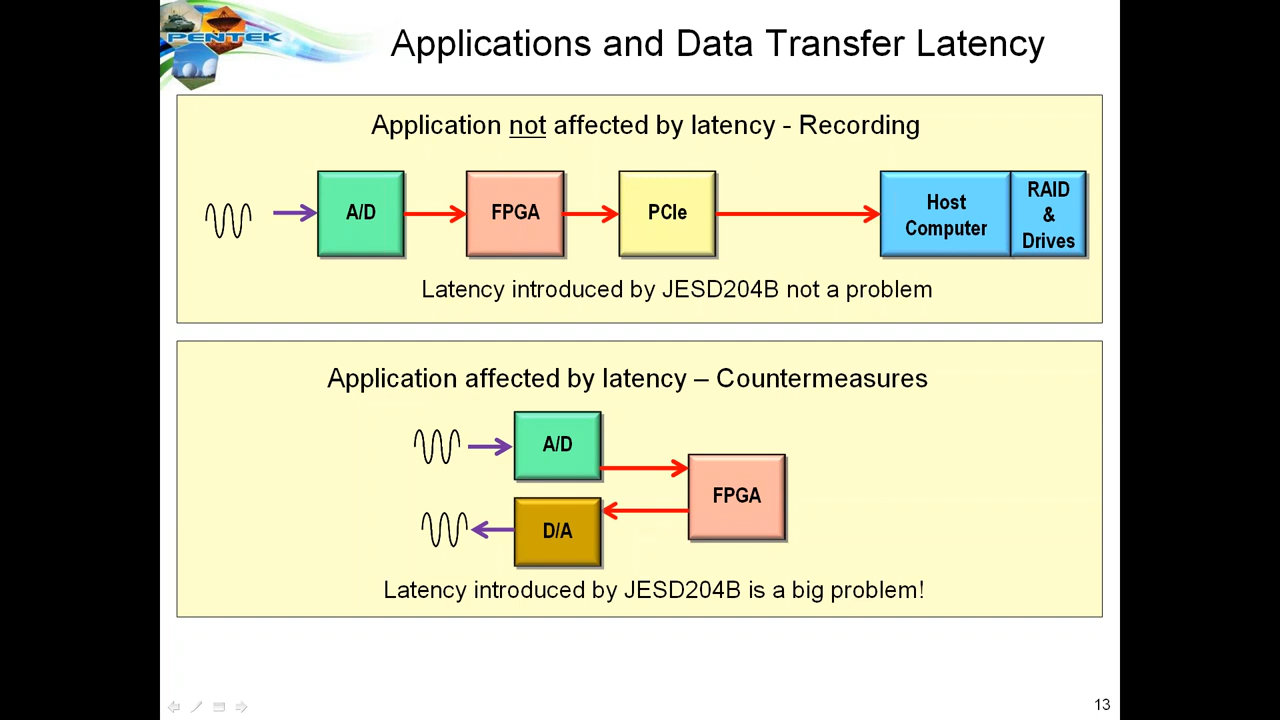 PENTEK
Applications and Data Transfer Latency
Application not affected by latency - Recording
A/D
FPGA
PCIe
Host
Computer
RAID
&
Drives
Latency introduced by JESD204B not a problem
Application affected by latency – Countermeasures
A/D
FPGA
D/A
Latency introduced by JESD204B is a big problem!
13